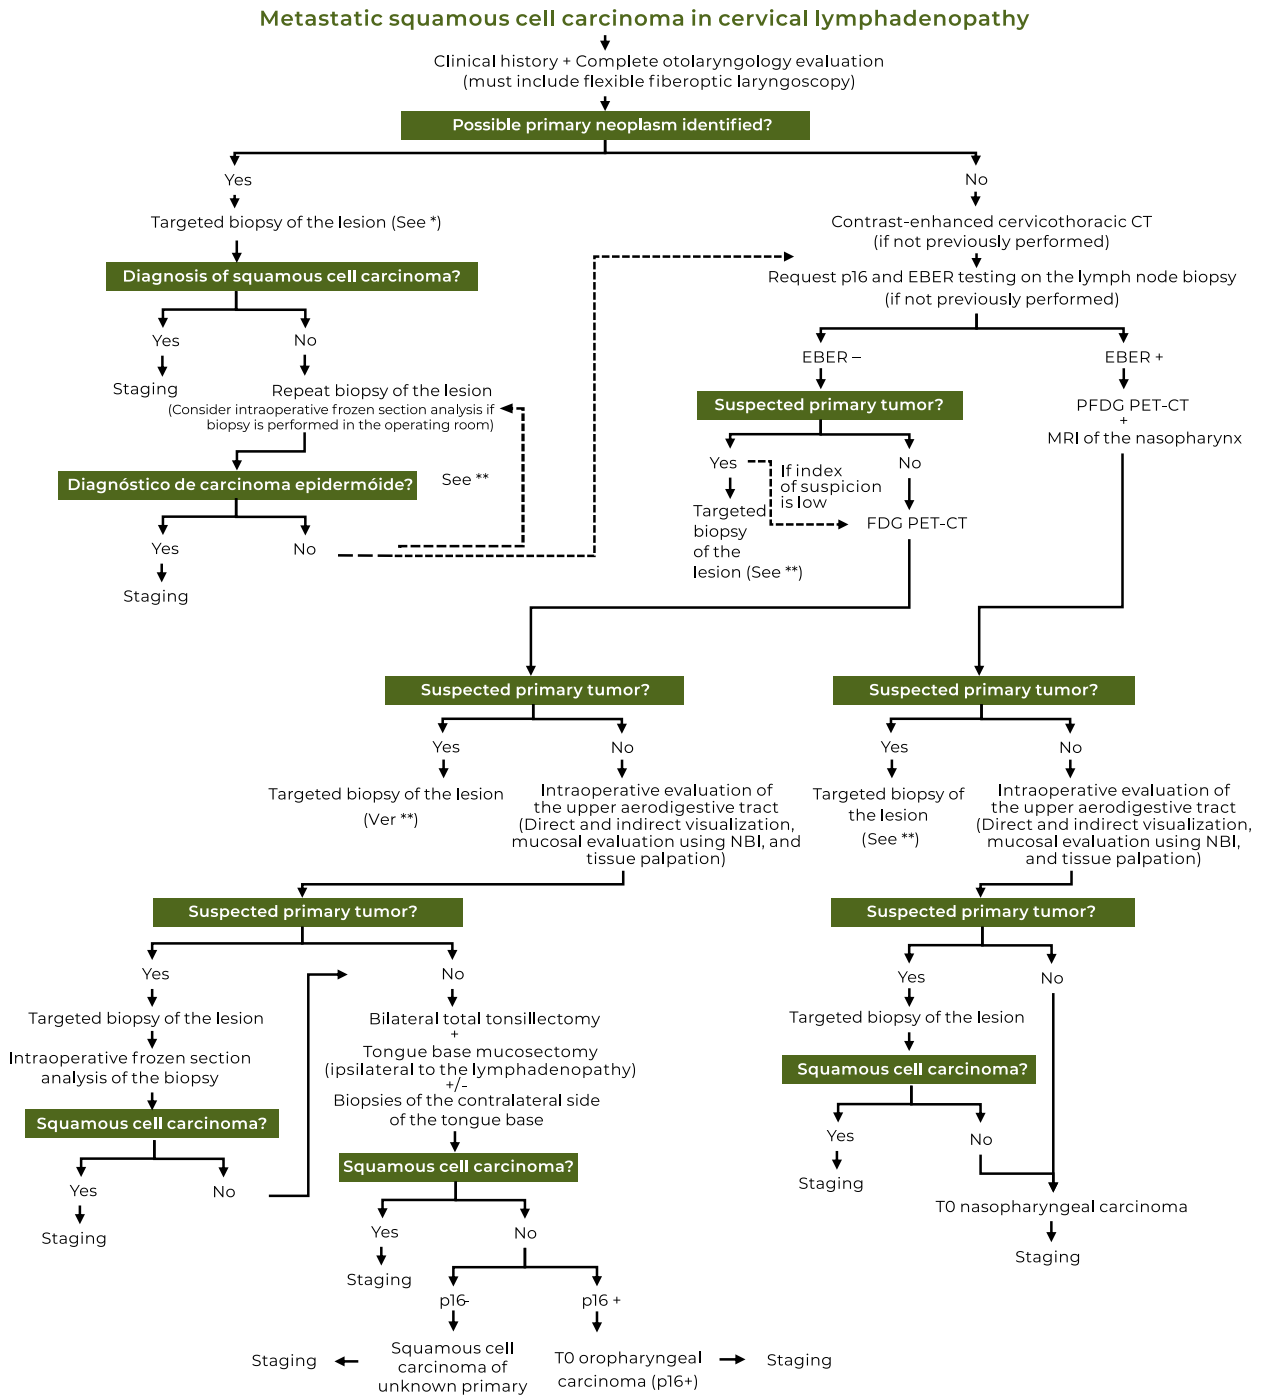 Metastatic squamous cell carcinoma in cervical lymphadenopathy
Clinical history + Complete otolaryngology evaluation
(must include flexible fiberoptic laryngoscopy)
Possible primary neoplasm identified?
Yes
No
Targeted biopsy of the lesion (See *)
Contrast-enhanced cervicothoracic CT
(if not previously performed)
Diagnosis of squamous cell carcinoma?
Request p16 and EBER testing on the lymph node biopsy
(if not previously performed)
Yes
No
EBER –
EBER +
Staging
Repeat biopsy of the lesion
(Consider intraoperative frozen section analysis if
biopsy is performed in the operating room)
Suspected primary tumor?
PFDG PET-CT
+
MRI of the nasopharynx
Diagnóstico de carcinoma epidermóide?
See **
Yes
If index
of suspicion
is low
No
Targeted
biopsy
of the
lesion (See **)
FDG PET-CT
Yes
No
Staging
Suspected primary tumor?
Suspected primary tumor?
Yes
No
Yes
No
Targeted biopsy of the lesion
(Ver **)
Intraoperative evaluation of
the upper aerodigestive tract
(Direct and indirect visualization,
mucosal evaluation using NBI, and
tissue palpation)
Targeted biopsy of
the lesion
(See **)
Intraoperative evaluation of
the upper aerodigestive tract
(Direct and indirect visualization,
mucosal evaluation using NBI,
and tissue palpation)
Suspected primary tumor?
Suspected primary tumor?
Yes
No
Yes
No
Targeted biopsy of the lesion
Intraoperative frozen section
analysis of the biopsy
Bilateral total tonsillectomy
+
Tongue base mucosectomy
(ipsilateral to the lymphadenopathy)
+/-
Biopsies of the contralateral side
of the tongue base
Targeted biopsy of the lesion
Squamous cell carcinoma?
Squamous cell carcinoma?
Squamous cell carcinoma?
Yes
No
Yes
No
Yes
No
Staging
Staging
Staging
T0 nasopharyngeal carcinoma
Staging
p16-
p16 +
Staging
Squamous cell
carcinoma of
unknown primary
T0 oropharyngeal
carcinoma (p16+)
Staging